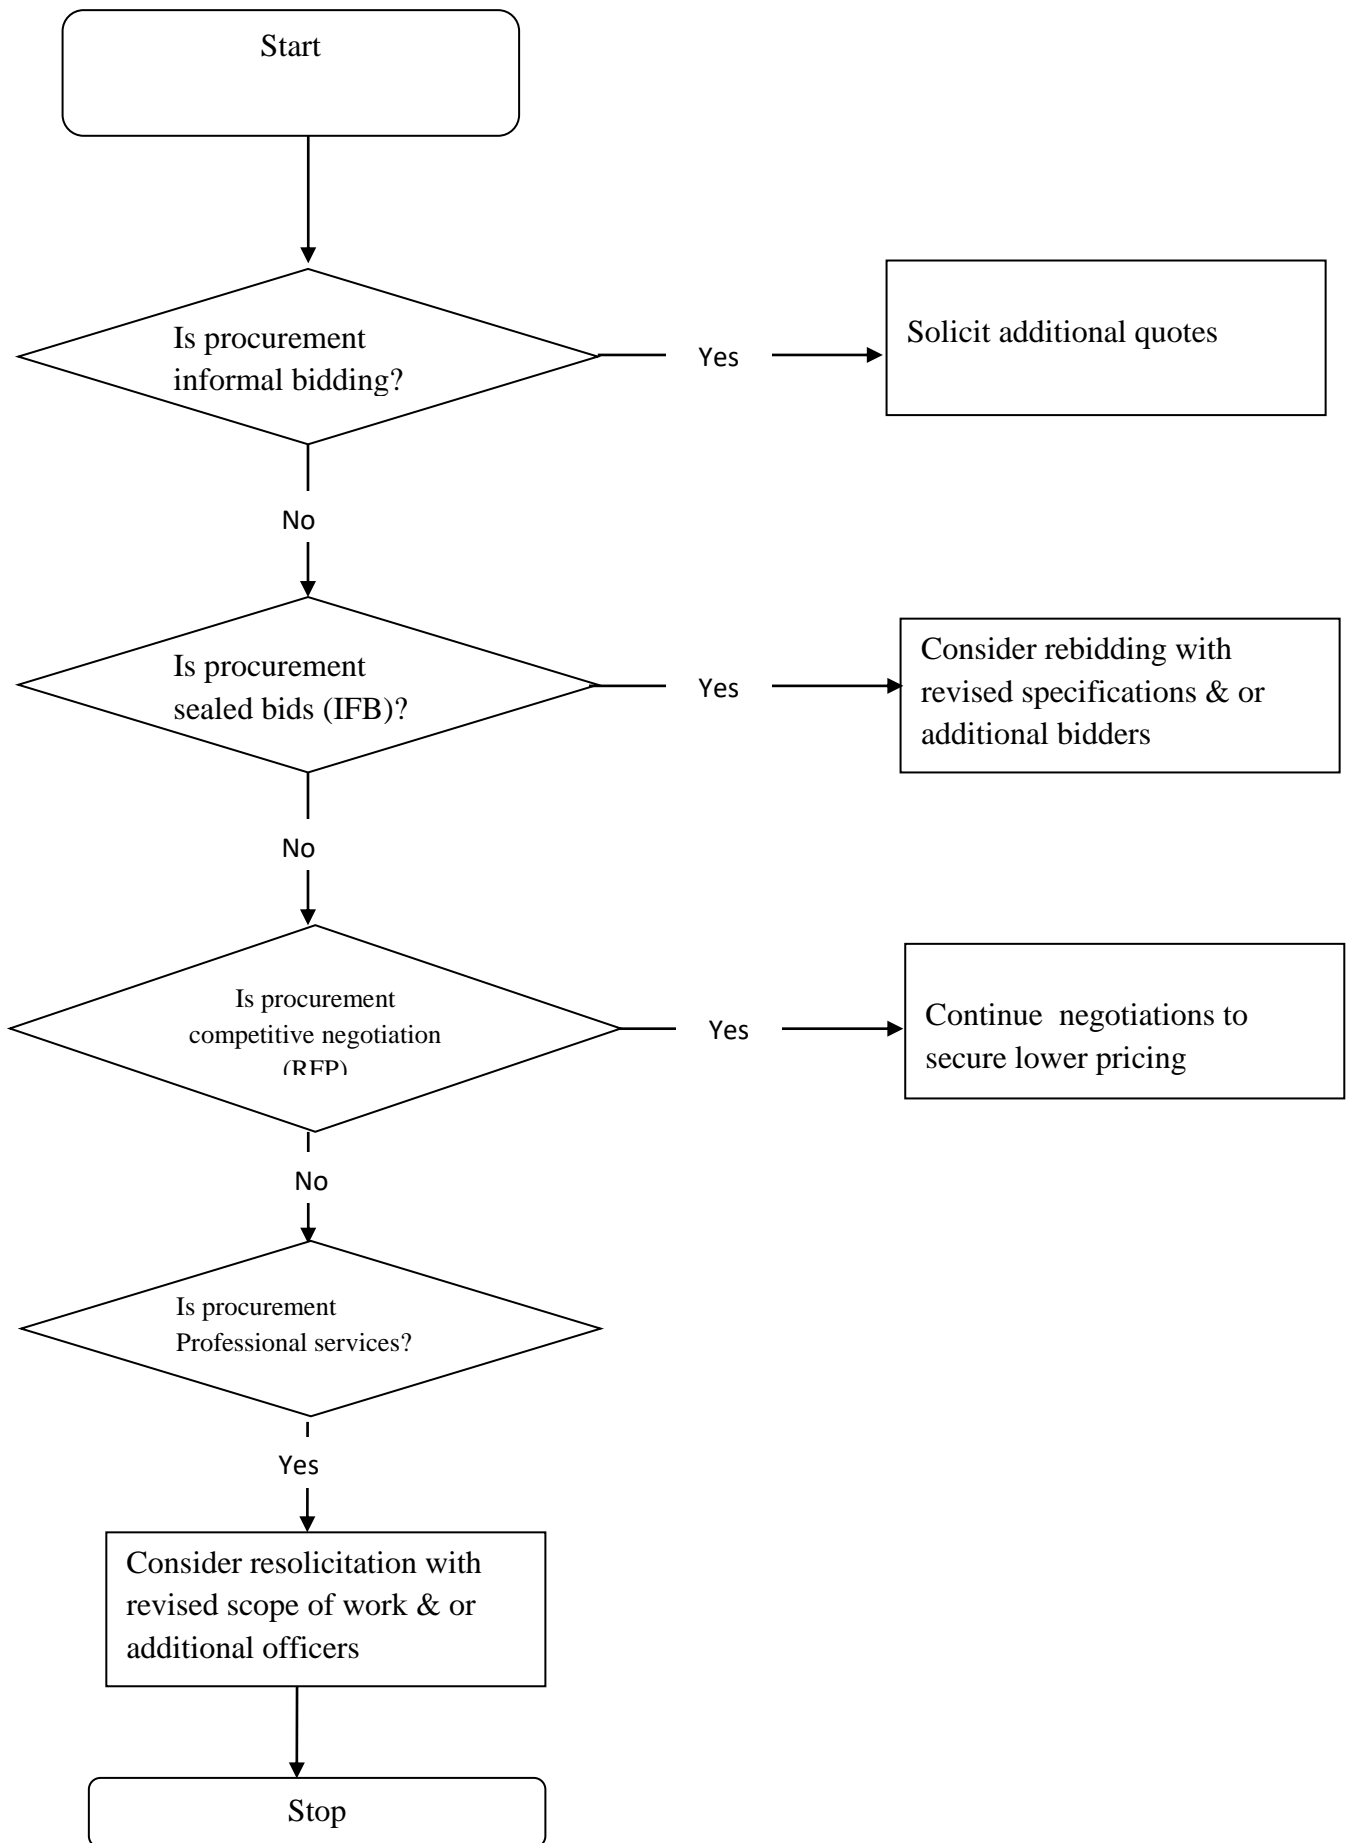 Start
Is procurement
informal bidding?
Yes
Solicit additional quotes
No
Is procurement
sealed bids (IFB)?
Yes
Consider rebidding with
revised specifications & or
additional bidders
No
Is procurement
competitive negotiation
(RFP)
Yes
Continue  negotiations to
secure lower pricing
No
Is procurement
Professional services?
Yes
Consider resolicitation with
revised scope of work & or
additional officers
Stop